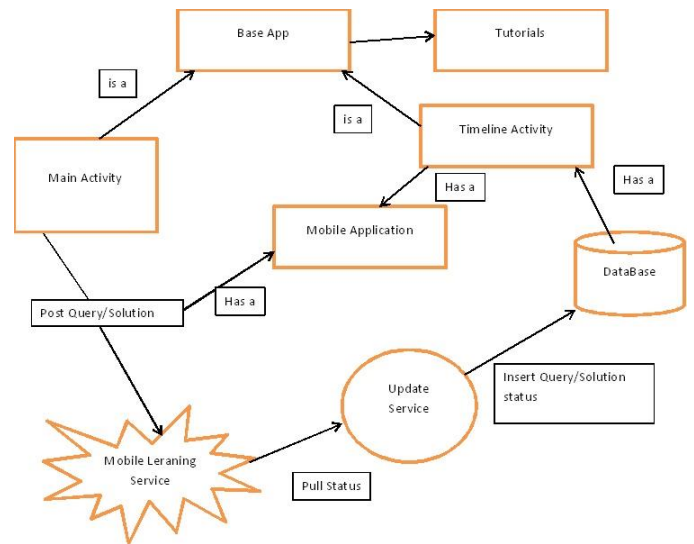 Base App
Tutorials
is a
is a
Timeline Activity
Main Activity
Has a
Has a
Mobile Application
DataBase
Post Query/Solution
Has a
Update
Service
Insert Query/Solution
status
Mobile Leraning
Service
Pull Status